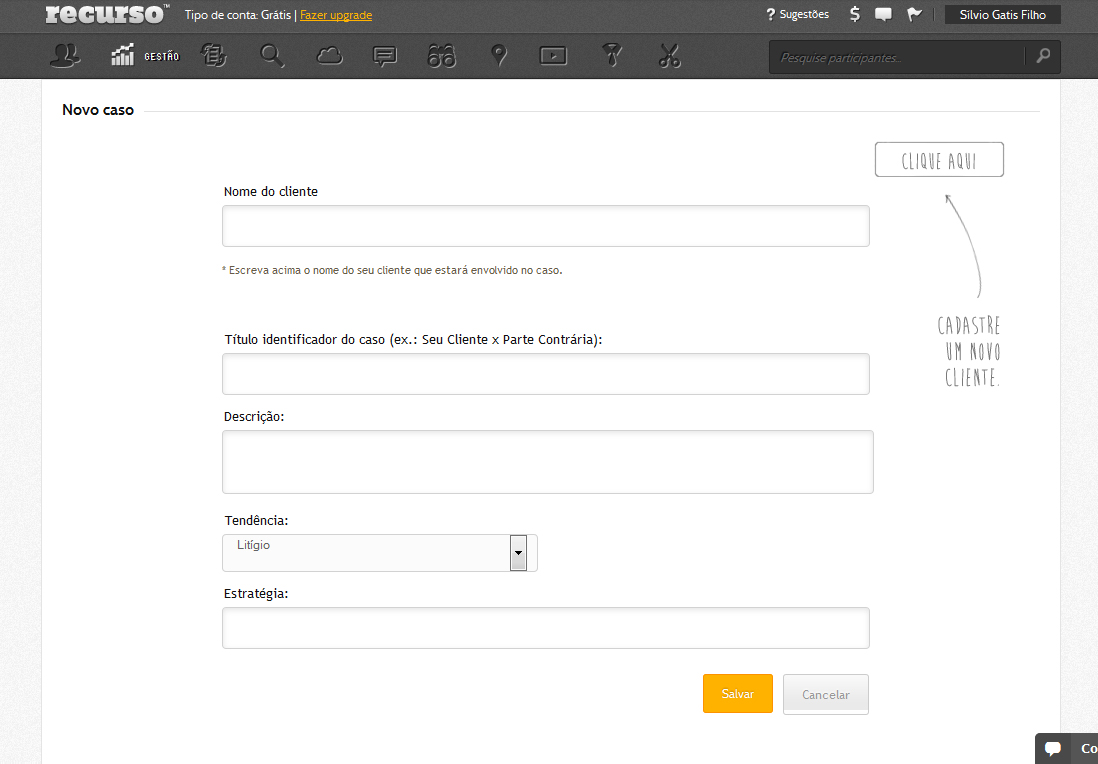 recurso™ Tipo de conta: Grátis | Fazer upgrade ? Sugestões $ Silvio Gatis Filho
GESTÃO Pesquise participantes...
Novo caso
CLIQUE AQUI
Nome do cliente
* Escreva acima o nome do seu cliente que estará envolvido no caso.
CADASTRE
UM NOVO
CLIENTE.
Título identificador do caso (ex.: Seu Cliente x Parte Contrária):
Descrição:
Tendência:
Litígio
Estratégia:
Salvar Cancelar
Co